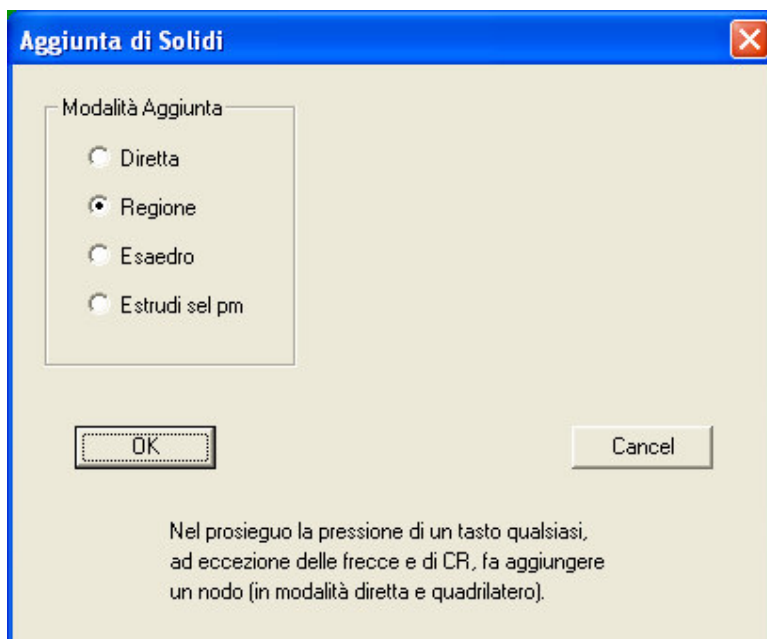 Aggiunta di Solidi
Modalità Aggiunta
Diretta
Regione
Esaedro
Estrudi sel pm
OK
Cancel
Nel prosieguo la pressione di un tasto qualsiasi,
ad eccezione delle frecce e di CR, fa aggiungere
un nodo (in modalità diretta e quadrilatero).